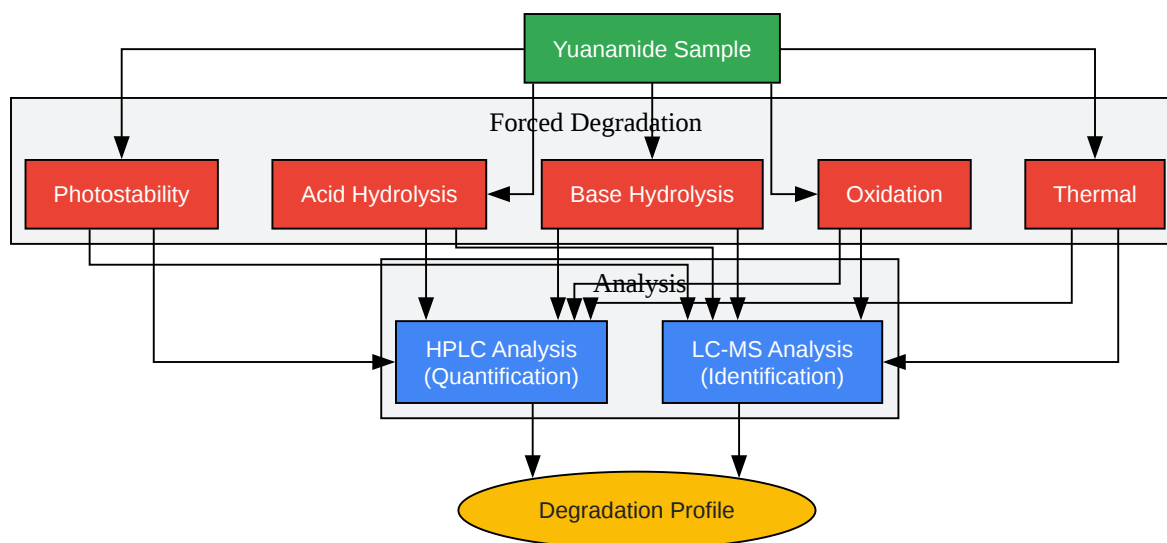 Yuanamide Sample
Forced Degradation
Photostability
Acid Hydrolysis
Base Hydrolysis
Oxidation
Thermal
Analysis
HPLC Analysis
(Quantification)
LC-MS Analysis
(Identification)
Degradation Profile